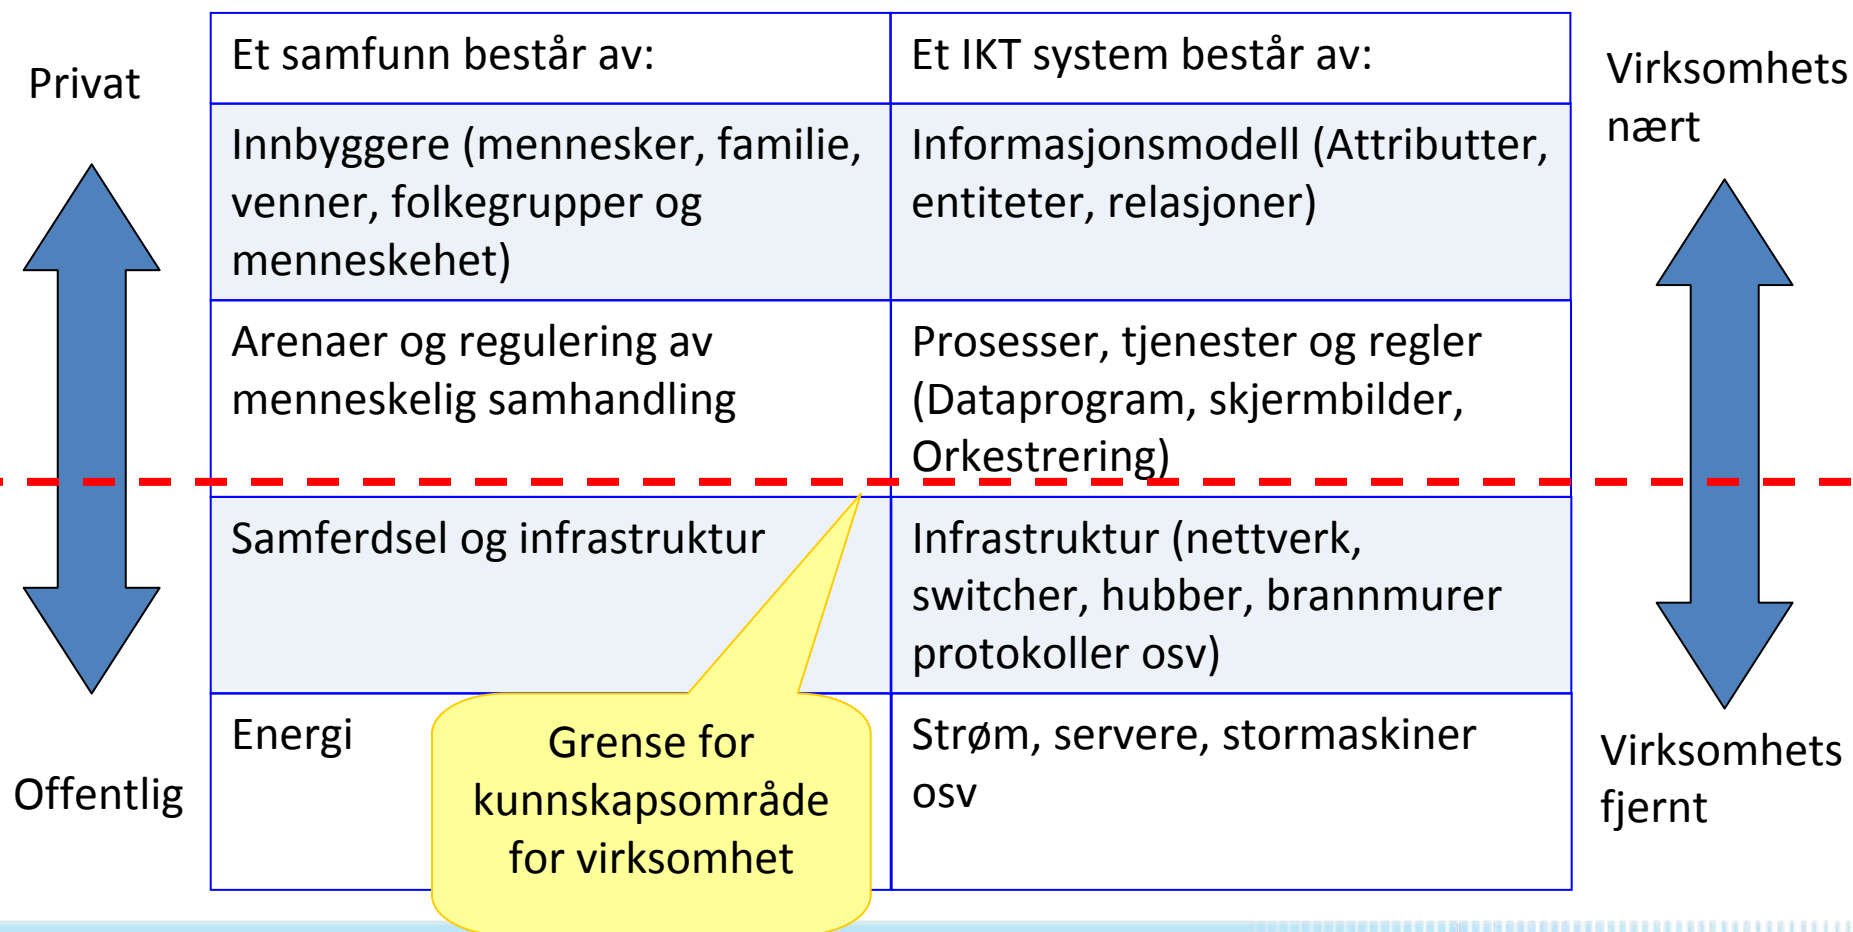 Privat
Et samfunn består av:
Et IKT system består av:
Virksomhets
nært
Innbyggere (mennesker, familie,
venner, folkegrupper og
menneskehet)
Informasjonsmodell (Attributter,
entiteter, relasjoner)
Arenaer og regulering av
menneskelig samhandling
Prosesser, tjenester og regler
(Dataprogram, skjermbilder,
Orkestrering)
Samferdsel og infrastruktur
Infrastruktur (nettverk,
switcher, hubber, brannmurer
protokoller osv)
Energi
Strøm, servere, stormaskiner
osv
Grense for
kunnskapsområde
for virksomhet
Offentlig
Virksomhets
fjernt